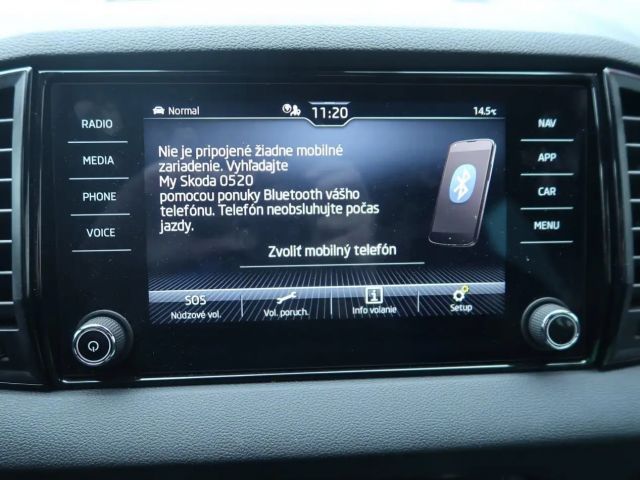 Normal 11:20 14.5°C
RADIO
MEDIA
PHONE
VOICE
Nie je pripojené žiadne mobilné
zariadenie. Vyhľadajte
My Skoda 0520
pomocou ponuky Bluetooth vášho
telefónu. Telefón neobsluhujte počas
jazdy.
Zvoliť mobilný telefón
SOS
Núdzové vol.
Vol. poruch.
Info volanie
Setup
NAV
APP
CAR
MENU